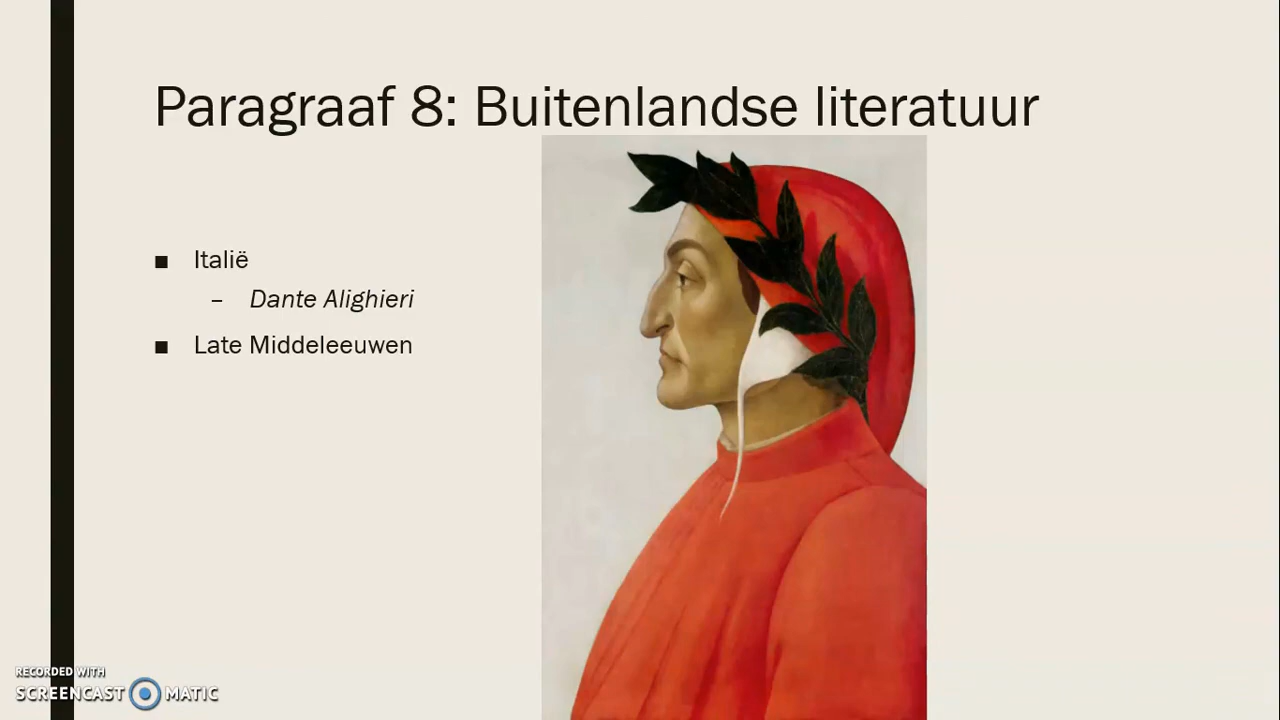 Paragraaf 8: Buitenlandse literatuur
■ Italië
– Dante Alighieri
■ Late Middeleeuwen
RECORDED WITH
SCREENCAST MATIC